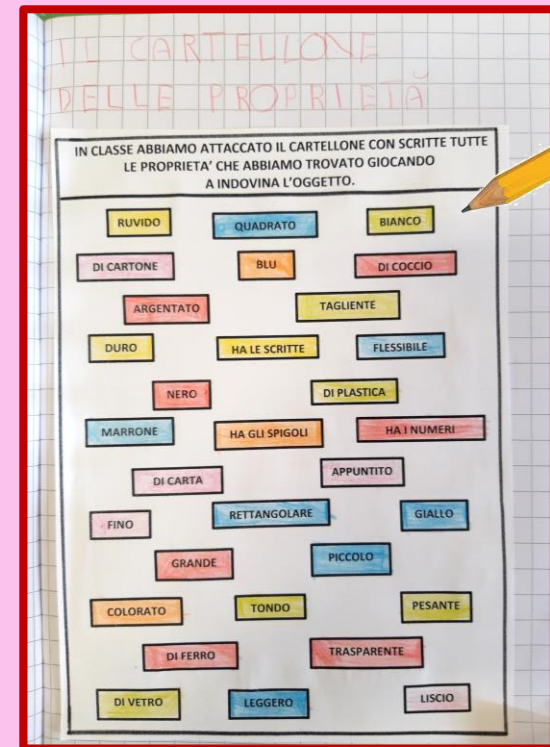 IL CARTELLONE
DELLE PROPRIETÀ
IN CLASSE ABBIAMO ATTACCATO IL CARTELLONE CON SCRITTE TUTTE
LE PROPRIETA' CHE ABBIAMO TROVATO GIOCANDO
A INDOVINA L'OGGETTO.
RUVIDO QUADRATO BIANCO
DI CARTONE BLU DI COCCIO
ARGENTATO TAGLIENTE
DURO HA LE SCRITTE FLESSIBILE
NERO DI PLASTICA
MARRONE HA GLI SPIGOLI HA I NUMERI
DI CARTA APPUNTITO
FINO RETTANGOLARE GIALLO
GRANDE PICCOLO
COLORATO TONDO PESANTE
DI FERRO TRASPARENTE
DI VETRO LEGGERO LISCIO